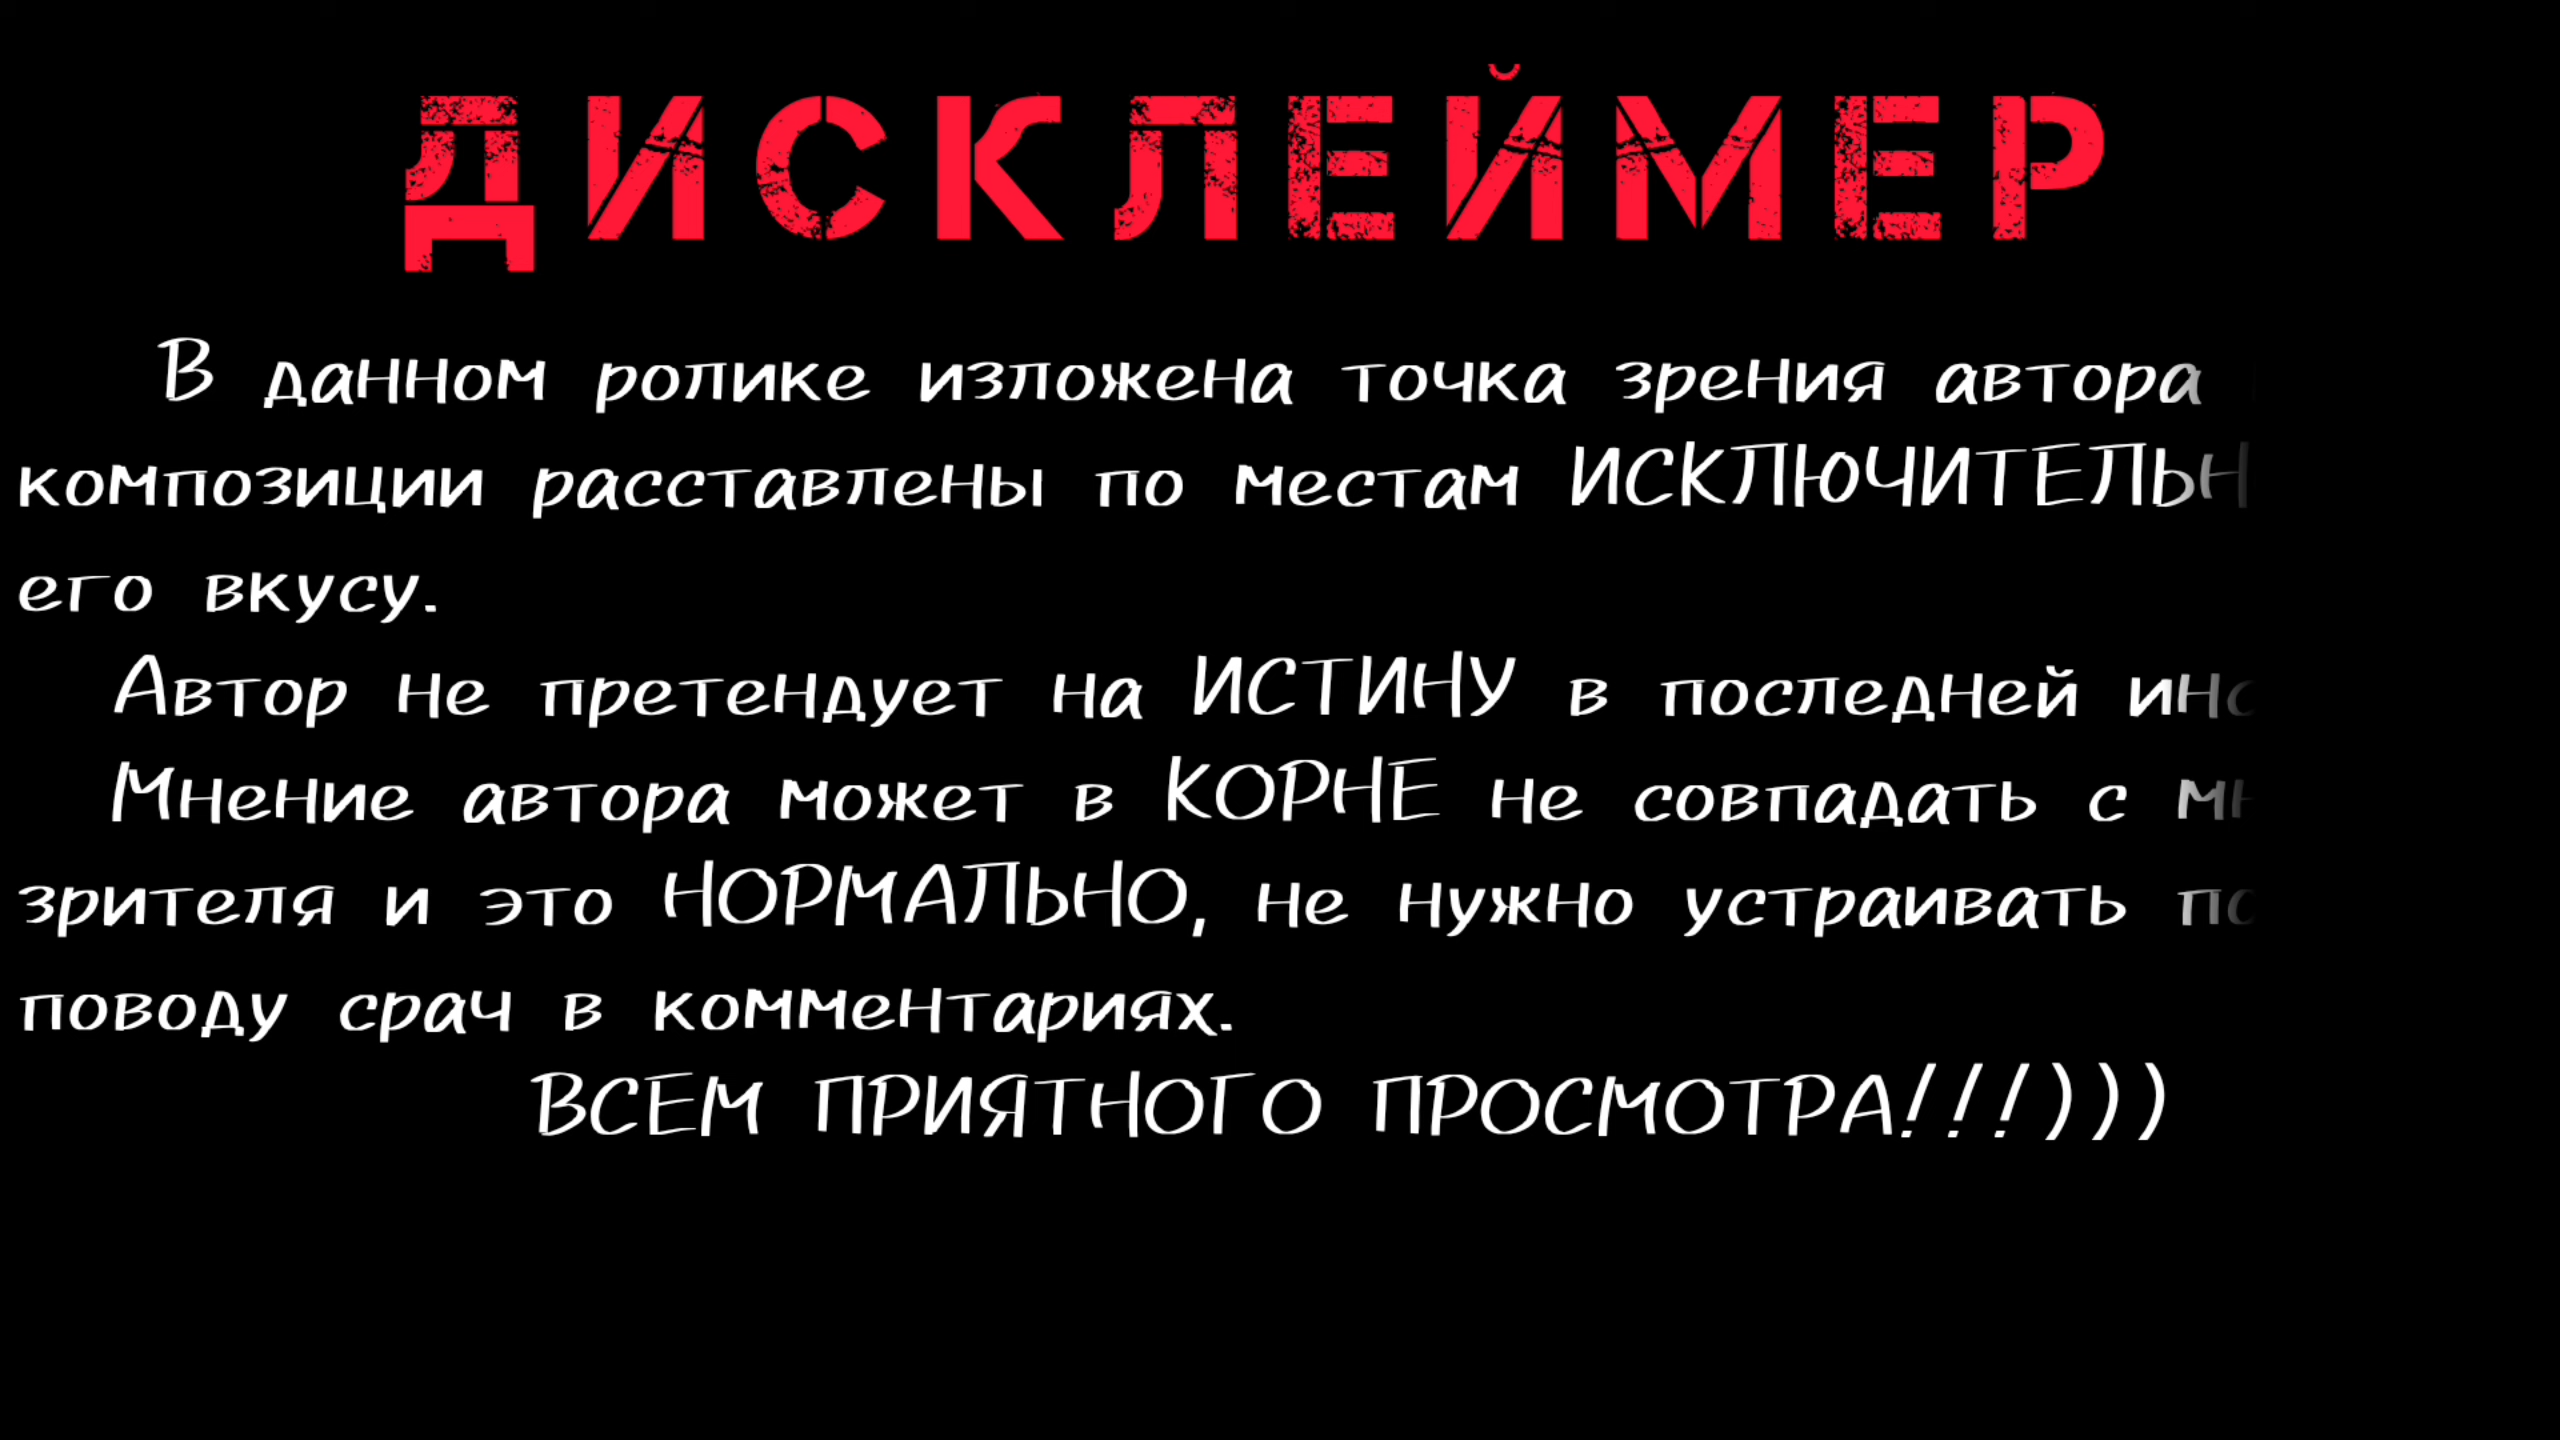 ДИСКЛЕЙМЕР
В данном ролике изложена точка зрения автора
композиции расставлены по местам
его вкусу.
Автор не претендует на ИСТИНУ в последней
Мнение автора может в КОРНЕ не совпадать с
зрителя и это НОРМАЛЬНО, не нужно устраивать
поводу срач в комментариях.
ВСЕМ ПРИЯТНОГО ПРОСМОТРА!!!)))